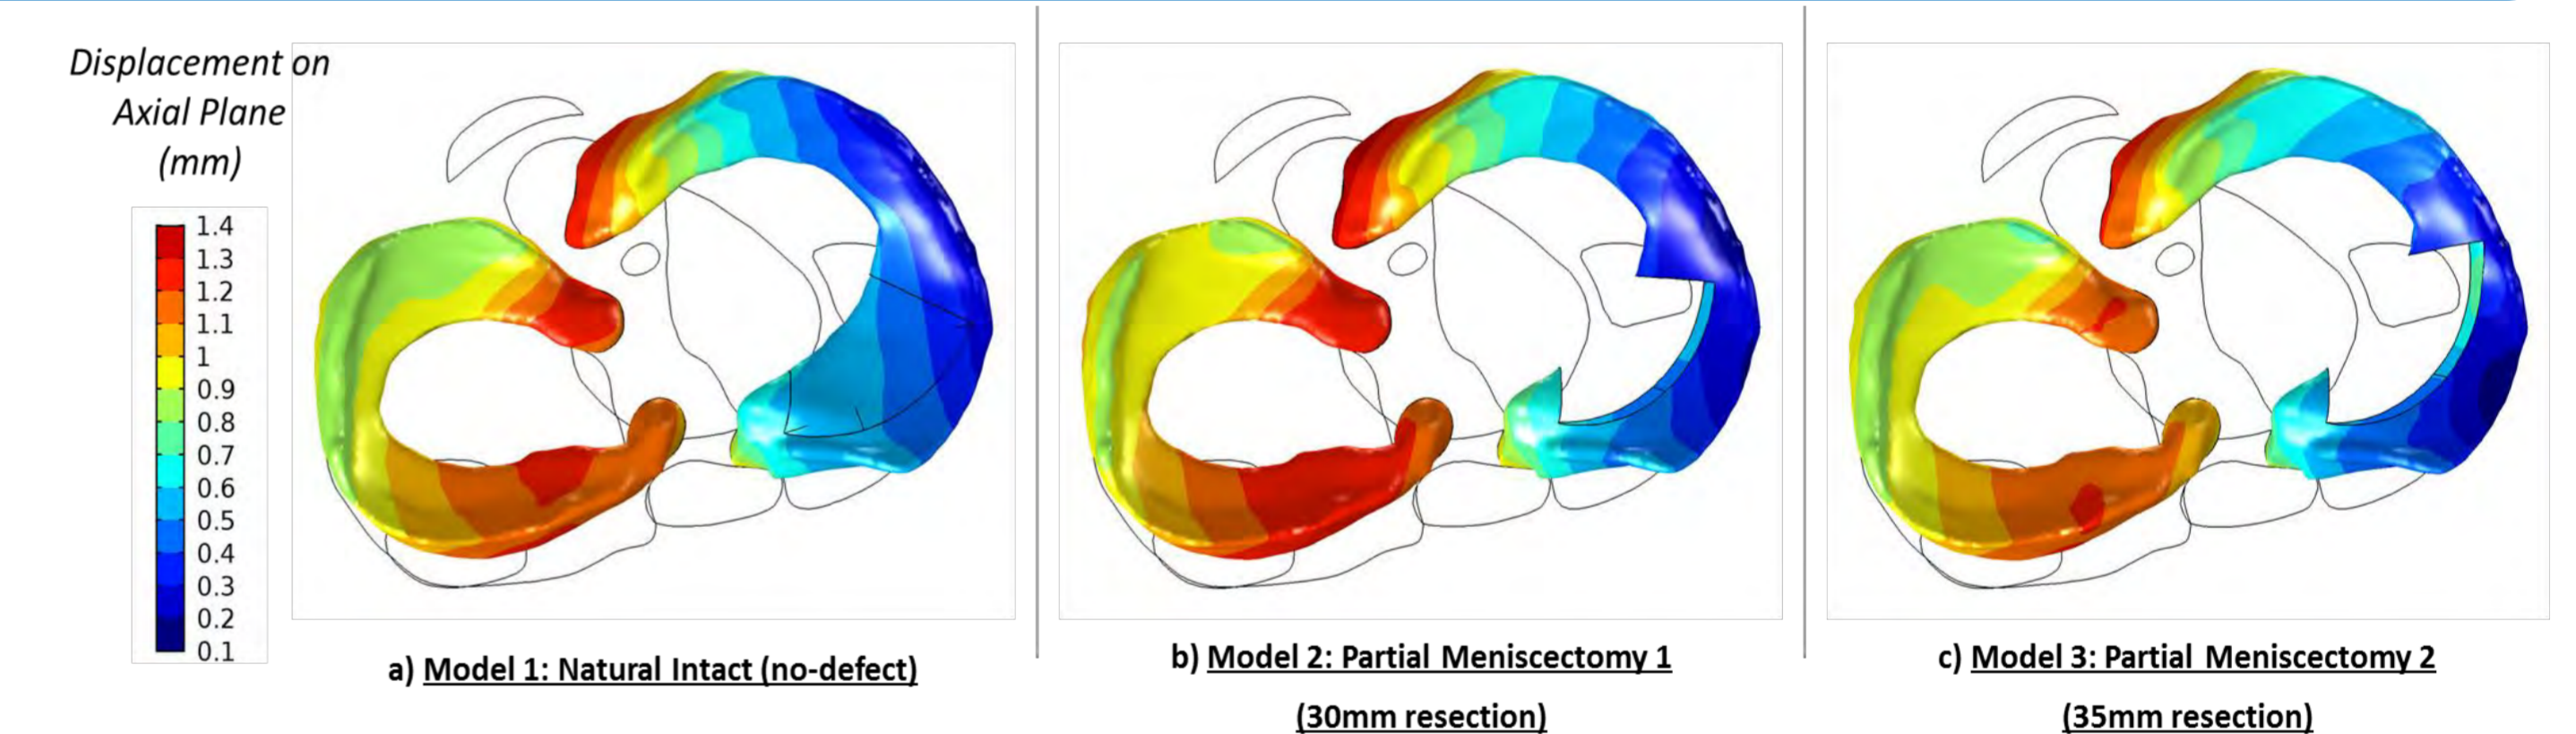 Displacement on
Axial Plane
(mm)
1.4
1.3
1.2
1.1
1
0.9
0.8
0.7
0.6
0.5
0.4
0.3
0.2
0.1
a) Model 1: Natural Intact (no-defect)
b) Model 2: Partial Meniscectomy 1
(30mm resection)
c) Model 3: Partial Meniscectomy 2
(35mm resection)